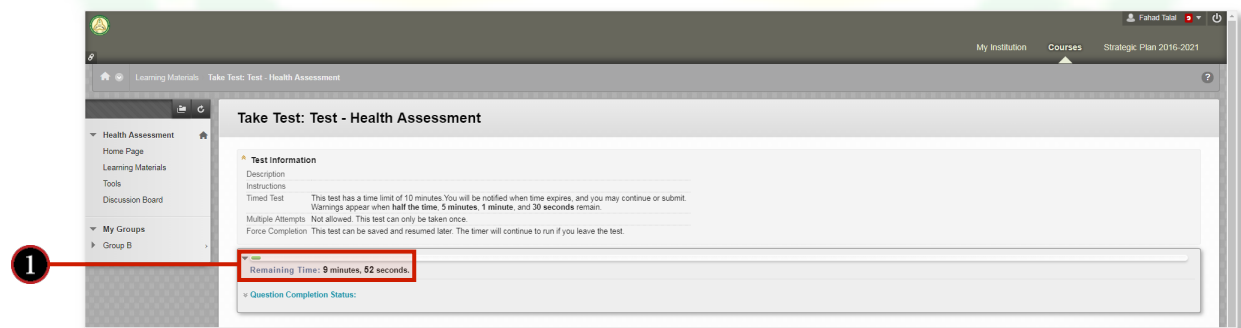 Fahad Talal 9
My Institution Courses Strategic Plan 2016-2021
Learning Materials Take Test: Test - Health Assessment ?
Take Test: Test - Health Assessment
Health Assessment
Home Page
Learning Materials
Tools
Discussion Board
My Groups
Group B
Test Information
Description
Instructions
Timed Test This test has a time limit of 10 minutes.You will be notified when time expires, and you may continue or submit.
Warnings appear when half the time, 5 minutes, 1 minute, and 30 seconds remain.
Multiple Attempts Not allowed. This test can only be taken once.
Force Completion This test can be saved and resumed later. The timer will continue to run if you leave the test.
1
Remaining Time: 9 minutes, 52 seconds.
Question Completion Status: